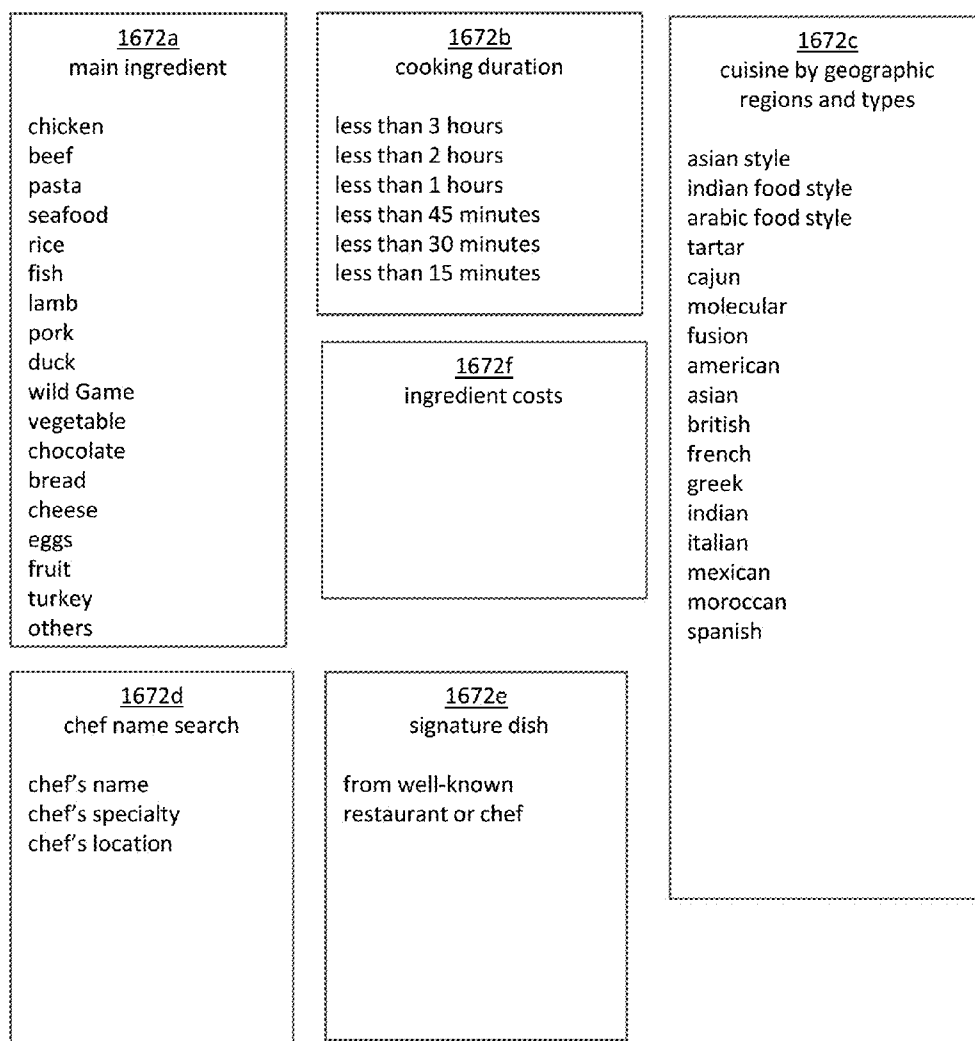 1672a
main ingredient
chicken
beef
pasta
seafood
rice
fish
lamb
pork
duck
wild Game
vegetable
chocolate
bread
cheese
eggs
fruit
turkey
others
1672b
cooking duration
less than 3 hours
less than 2 hours
less than 1 hours
less than 45 minutes
less than 30 minutes
less than 15 minutes
1672c
cuisine by geographic
regions and types
asian style
indian food style
arabic food style
tartar
cajun
molecular
fusion
american
asian
british
french
greek
indian
italian
mexican
moroccan
spanish
1672f
ingredient costs
1672d
chef name search
chef's name
chef's specialty
chef's location
1672e
signature dish
from well-known
restaurant or chef